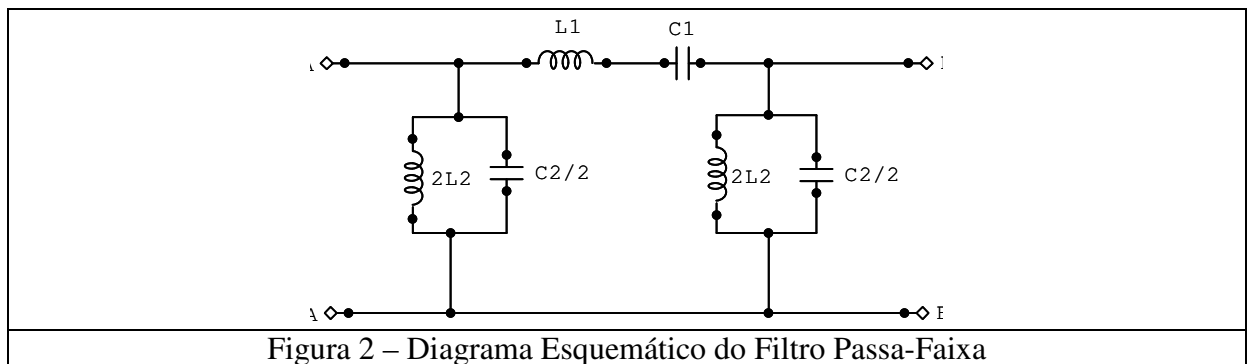 L1
C1
2L2
C2/2
2L2
C2/2
Figura 2 – Diagrama Esquemático do Filtro Passa-Faixa